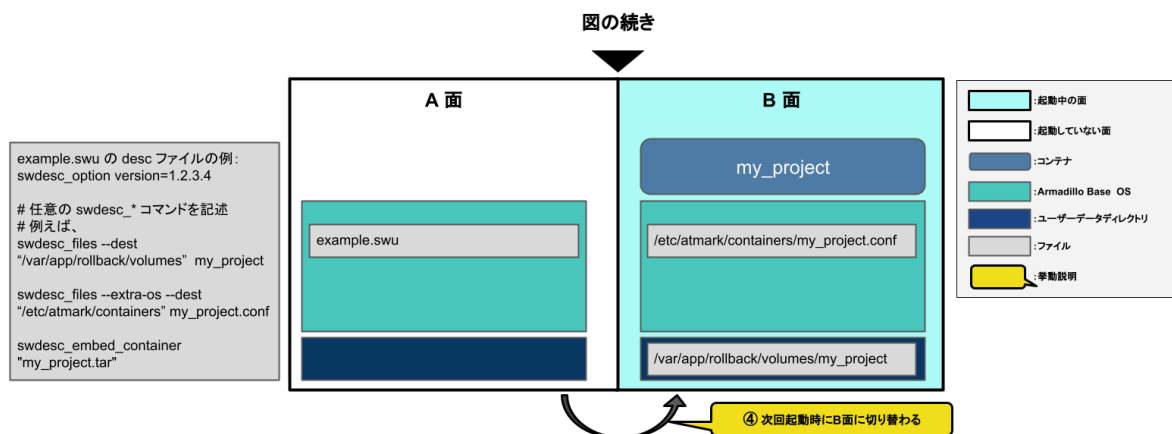 図の続き
A 面
B 面
example.swu の desc ファイルの例:
swdesc_option version=1.2.3.4
# 任意の swdesc_* コマンドを記述
# 例えば、
swdesc_files --dest
“/var/app/rollback/volumes” my_project
swdesc_files --extra-os --dest
“/etc/atmark/containers” my_project.conf
swdesc_embed_container
"my_project.tar"
example.swu
my_project
/etc/atmark/containers/my_project.conf
/var/app/rollback/volumes/my_project
④ 次回起動時にB面に切り替わる
:起動中の面
:起動していない面
:コンテナ
:Armadillo Base OS
:ユーザーデータディレクトリ
:ファイル
:挙動説明